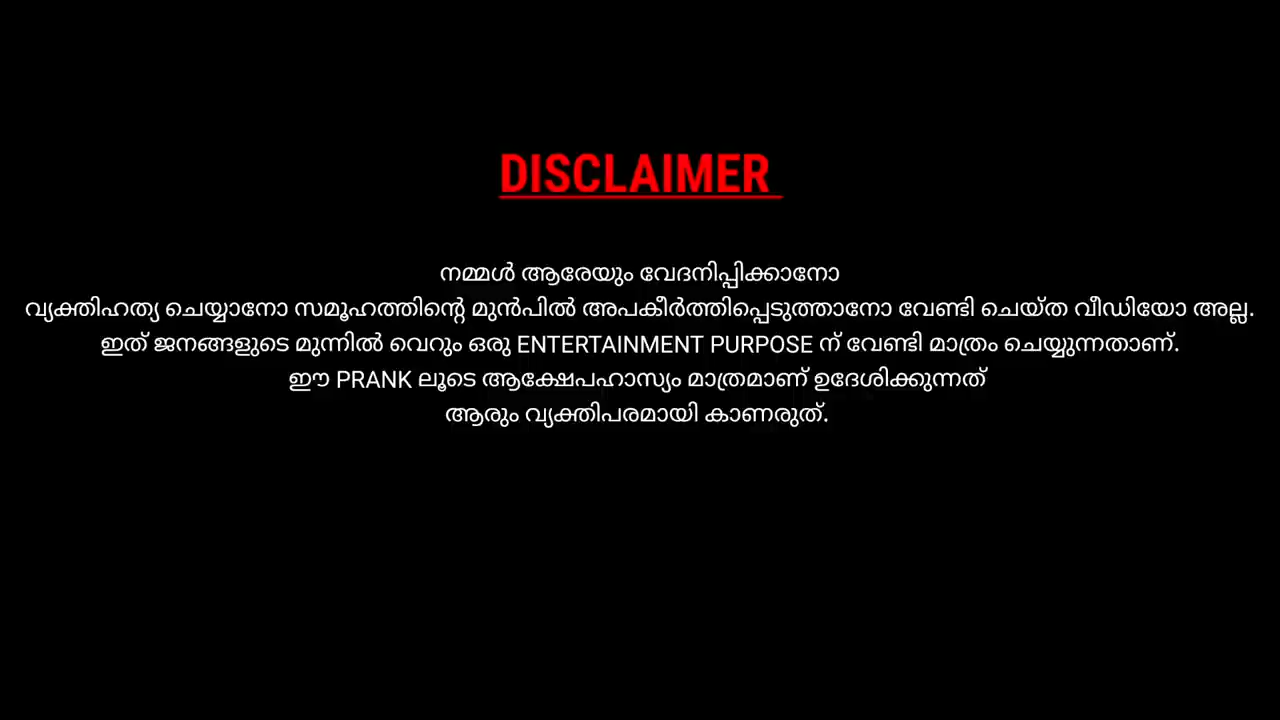 DISCLAIMER
നമ്മൾ ആരേയും വേദനിപ്പിക്കാനോ
വ്യക്തിഹത്യ ചെയ്യാനോ സമൂഹത്തിന്റെ മുൻപിൽ അപകീർത്തിപ്പെടുത്താനോ വേണ്ടി ചെയ്ത വീഡിയോ അല്ല.
ഇത് ജനങ്ങളുടെ മുന്നിൽ വെറും ഒരു ENTERTAINMENT PURPOSE ന് വേണ്ടി മാത്രം ചെയ്യുന്നതാണ്.
ഈ PRANK ലൂടെ ആക്ഷേപഹാസ്യം മാത്രമാണ് ഉദേശിക്കുന്നത്
ആരും വ്യക്തിപരമായി കാണരുത്.